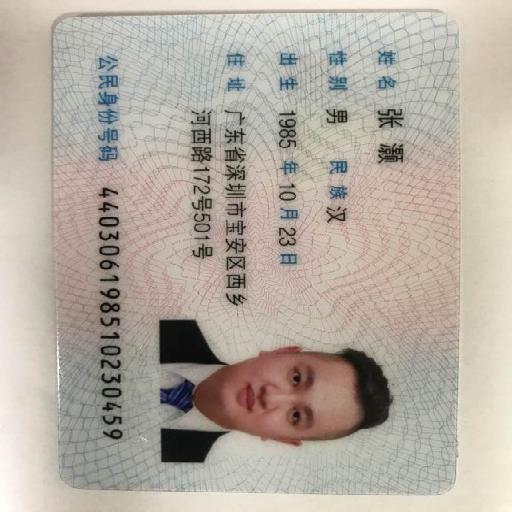 姓名 张灏
性别 男 民族 汉
出生 1985 年 10 月 23 日
住址 广东省深圳市宝安区西乡
河西路172号501号
公民身份号码 440306198510230459